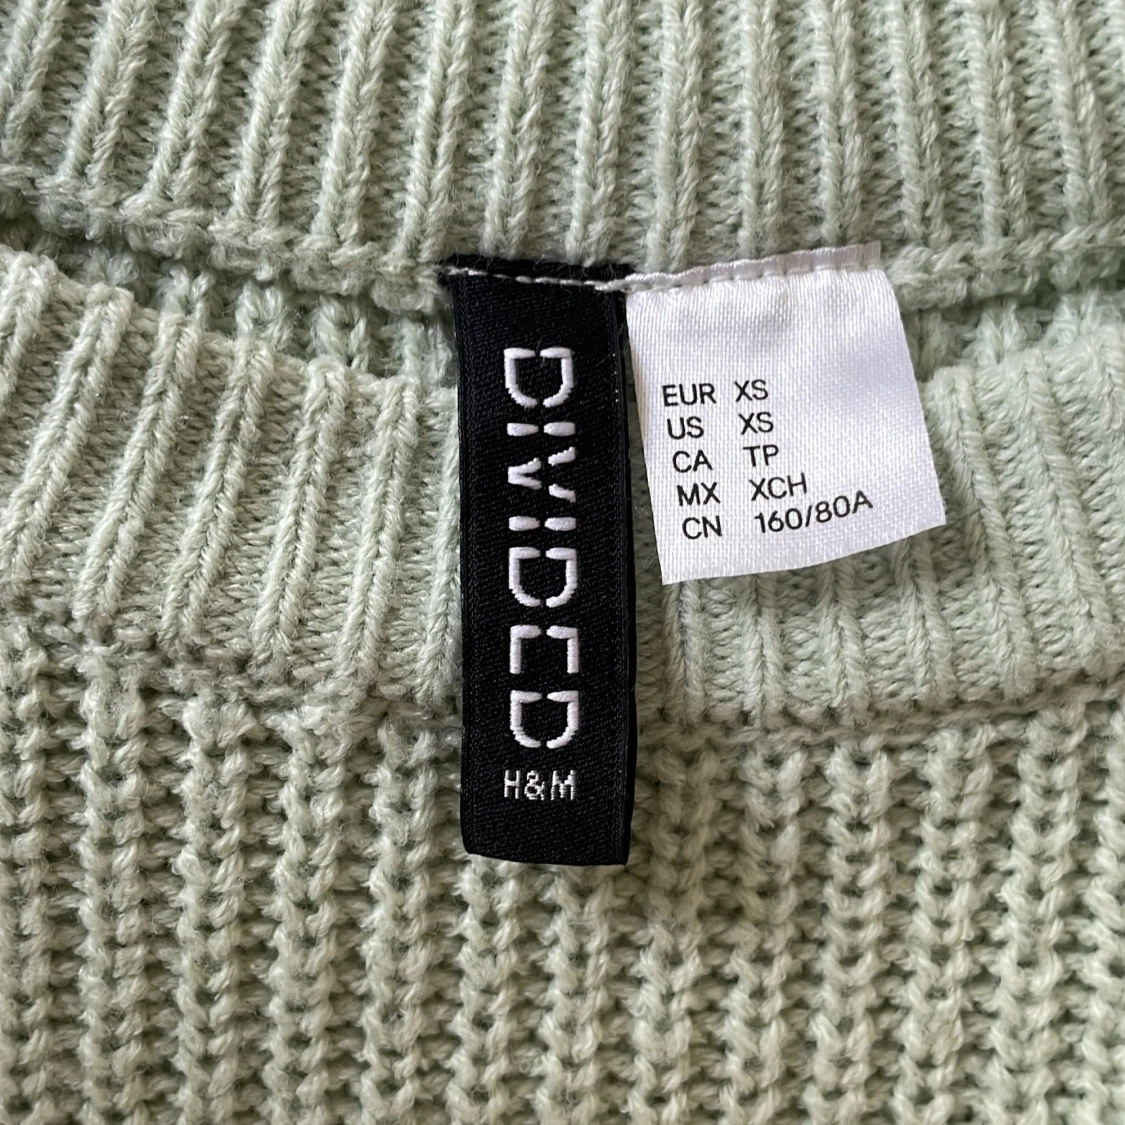 DIVIDED
H&M
EUR XS
US XS
CA TP
MX XCH
CN 160/80A